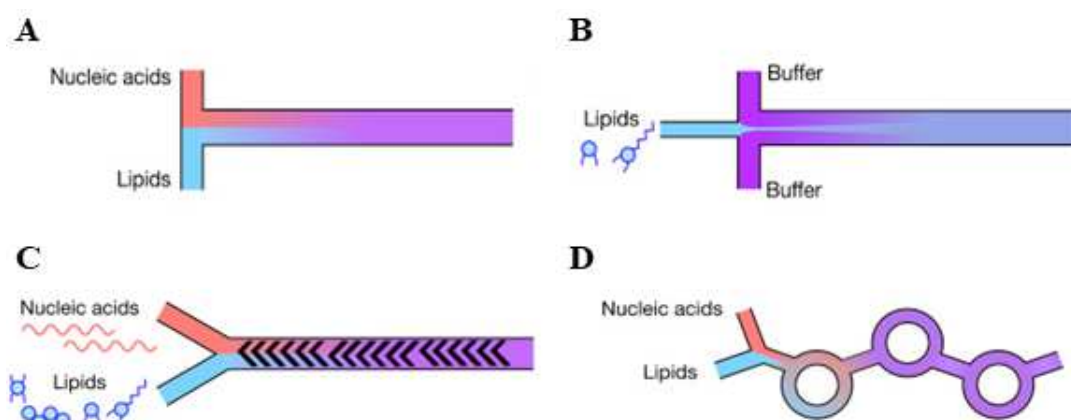 A
Nucleic acids
Lipids
B
Buffer
Lipids
Buffer
C
Nucleic acids
Lipids
D
Nucleic acids
Lipids